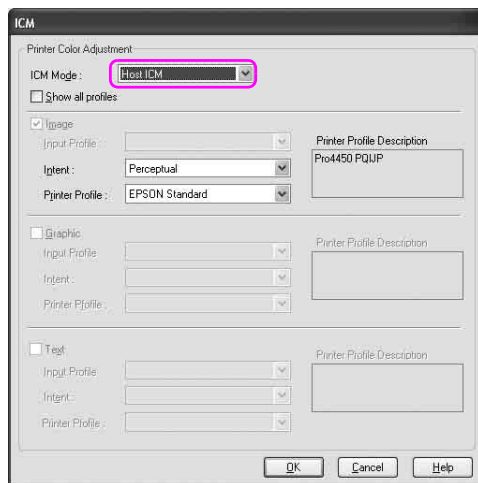 ICM
Printer Color Adjustment
ICM Mode : Host ICM
Show all profiles
Image
Input Profile :
Printer Profile Description
Intent : Perceptual
Pro4450 PQIJP
Printer Profile : EPSON Standard
Graphic
Input Profile
Printer Profile Description
Intent :
Printer Profile :
Text
Input Profile
Printer Profile Description
Intent :
Printer Profile :
OK Cancel Help